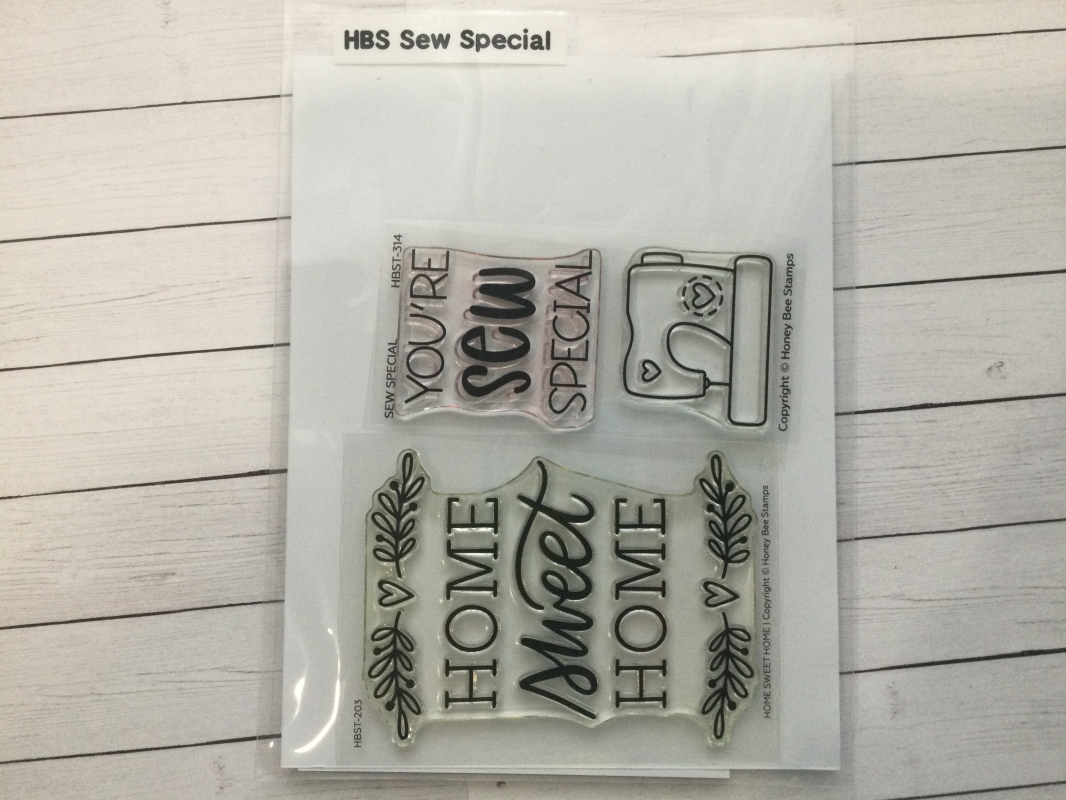 HBS Sew Special
SEW SPECIAL
HBST-314
YOU'RE
sew
SPECIAL
Copyright © Honey Bee Stamps
HBST-203
HOME
sweet
HOME
HOME SWEET HOME | Copyright © Honey Bee Stamps